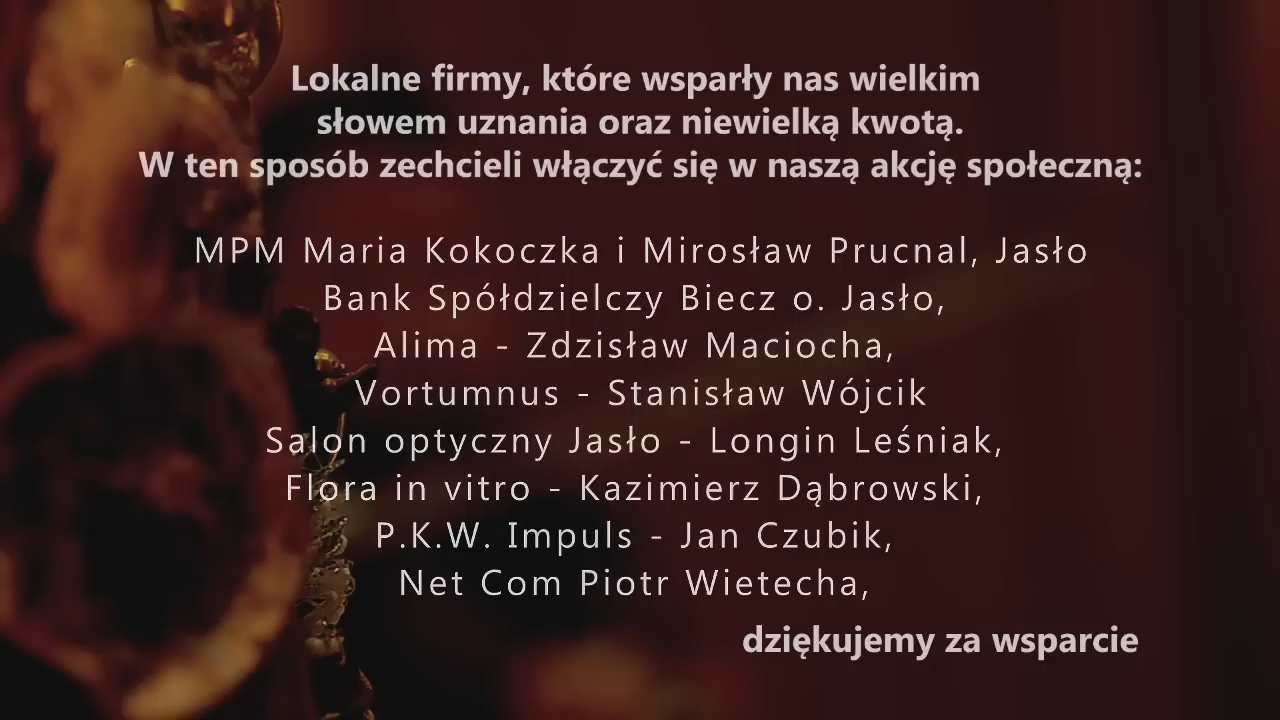 Lokalne firmy, które wsparły nas wielkim
słowem uznania oraz niewielką kwotą.
W ten sposób zechcieli włączyć się w naszą akcję społeczną:
MPM Maria Kokoczka i Mirosław Prucnal, Jasło
Bank Spółdzielczy Biecz o. Jasło,
Alima - Zdzisław Maciocha,
Vortumnus - Stanisław Wójcik
Salon optyczny Jasło - Longin Leśniak,
Flora in vitro - Kazimierz Dąbrowski,
P.K.W. Impuls - Jan Czubik,
Net Com Piotr Wietecha,
dziękujemy za wsparcie